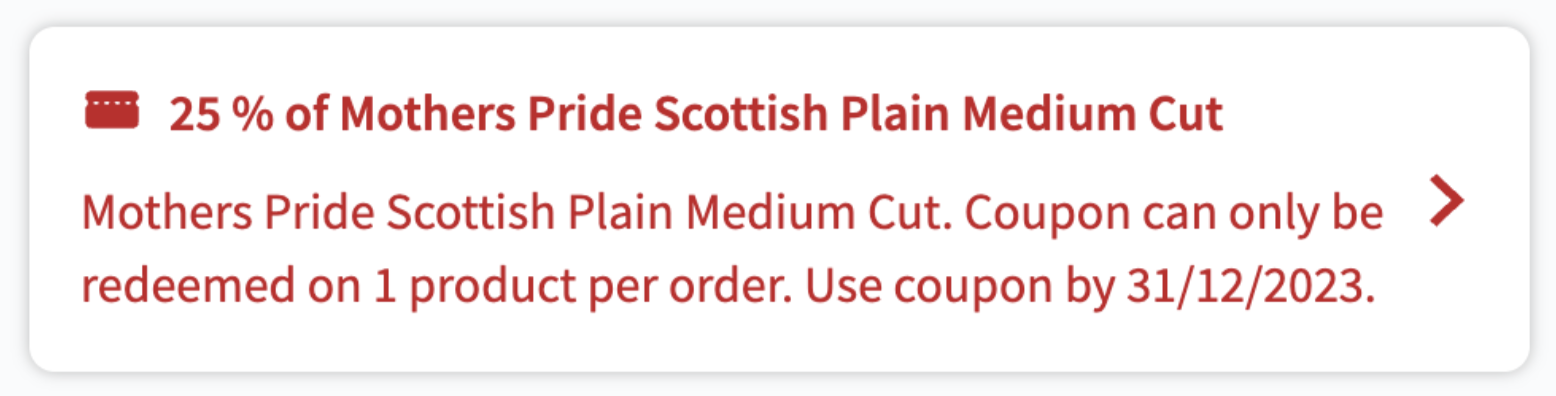 25 % of Mothers Pride Scottish Plain Medium Cut
Mothers Pride Scottish Plain Medium Cut. Coupon can only be
redeemed on 1 product per order. Use coupon by 31/12/2023.